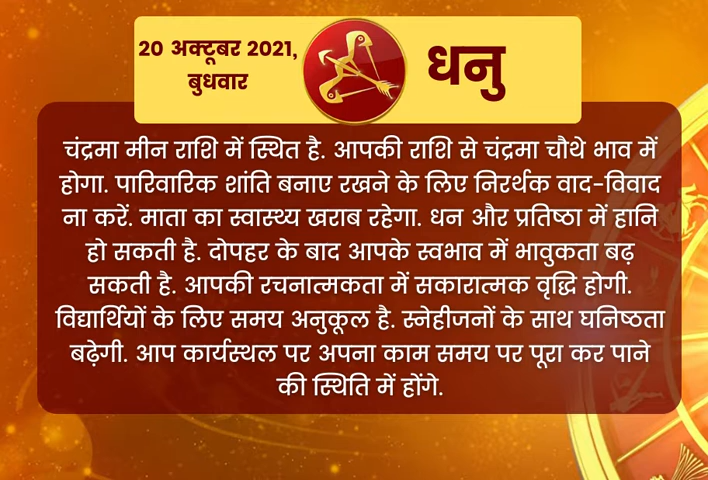 20 अक्टूबर 2021,
बुधवार
धनु
चंद्रमा मीन राशि में स्थित है. आपकी राशि से चंद्रमा चौथे भाव में
होगा. पारिवारिक शांति बनाए रखने के लिए निरर्थक वाद-विवाद
ना करें. माता का स्वास्थ्य खराब रहेगा. धन और प्रतिष्ठा में हानि
हो सकती है. दोपहर के बाद आपके स्वभाव में भावुकता बढ़
सकती है. आपकी रचनात्मकता में सकारात्मक वृद्धि होगी.
विद्यार्थियों के लिए समय अनुकूल है. स्नेहीजनों के साथ घनिष्ठता
बढ़ेगी. आप कार्यस्थल पर अपना काम समय पर पूरा कर पाने
की स्थिति में होंगे.